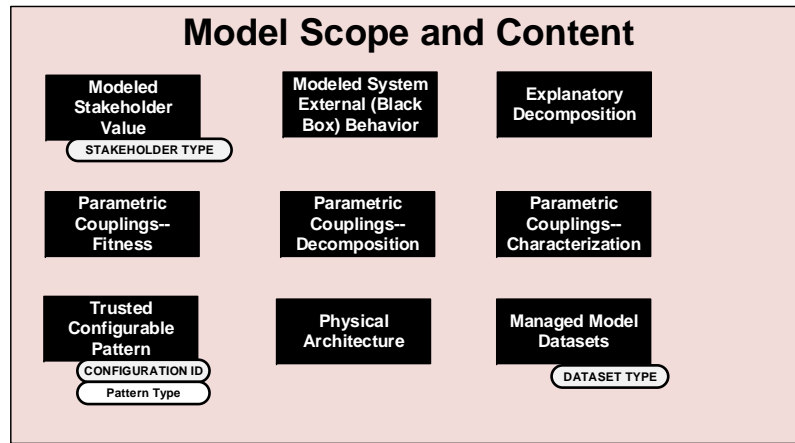 Model Scope and Content
Modeled
Stakeholder
Value
STAKEHOLDER TYPE
Modeled System
External (Black
Box) Behavior
Explanatory
Decomposition
Parametric
Couplings--
Fitness
Parametric
Couplings--
Decomposition
Parametric
Couplings--
Characterization
Trusted
Configurable
Pattern
CONFIGURATION ID
Pattern Type
Physical
Architecture
Managed Model
Datasets
DATASET TYPE